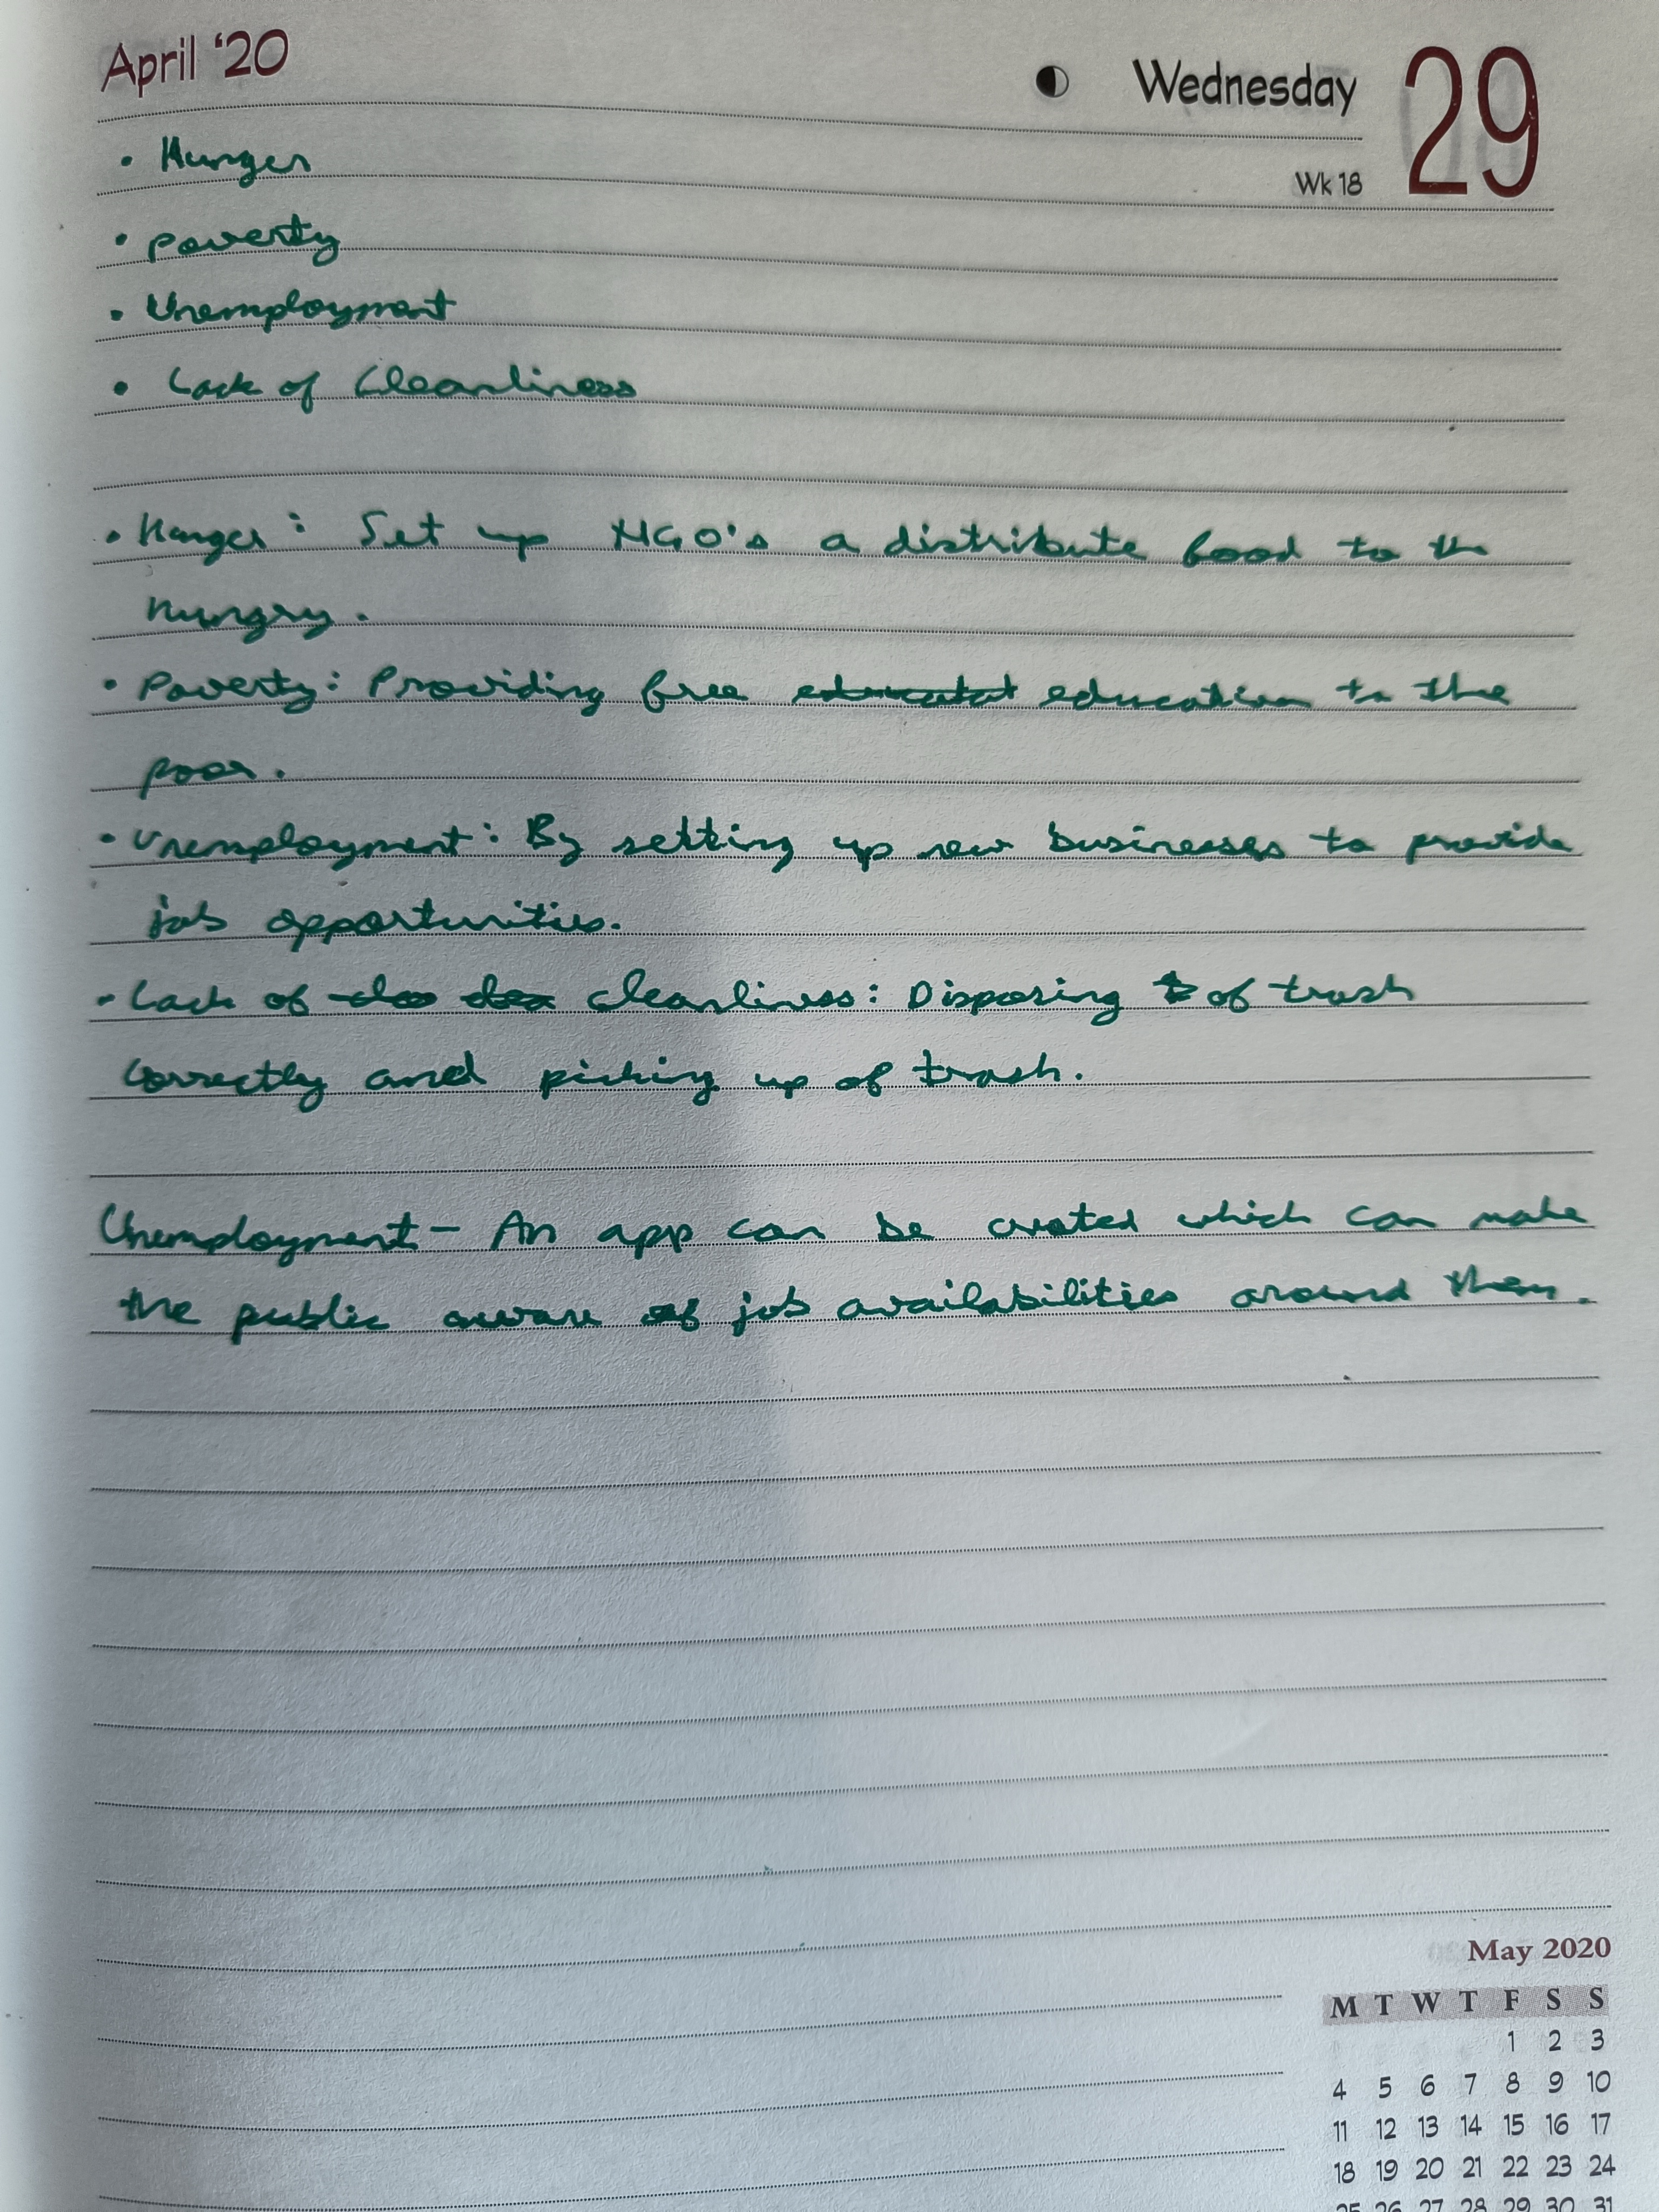 April '20
Wednesday 29
Wk 18
• Hunger
• Poverty
• Unemployment
• Lack of Cleanliness
• Hunger: Set up NGO's a distribute food to the
hungry.
• Poverty: Providing free education to the
poor.
• Unemployment: By setting up new businesses to provide
job opportunities.
• Lack of cleanliness: Disposing of trash
correctly and picking up of trash.
Unemployment - An app can be created which can make
the public aware of job availabilities around them.
May 2020
M T W T F S S
1 2 3
4 5 6 7 8 9 10
11 12 13 14 15 16 17
18 19 20 21 22 23 24
25 26 27 28 29 30 31